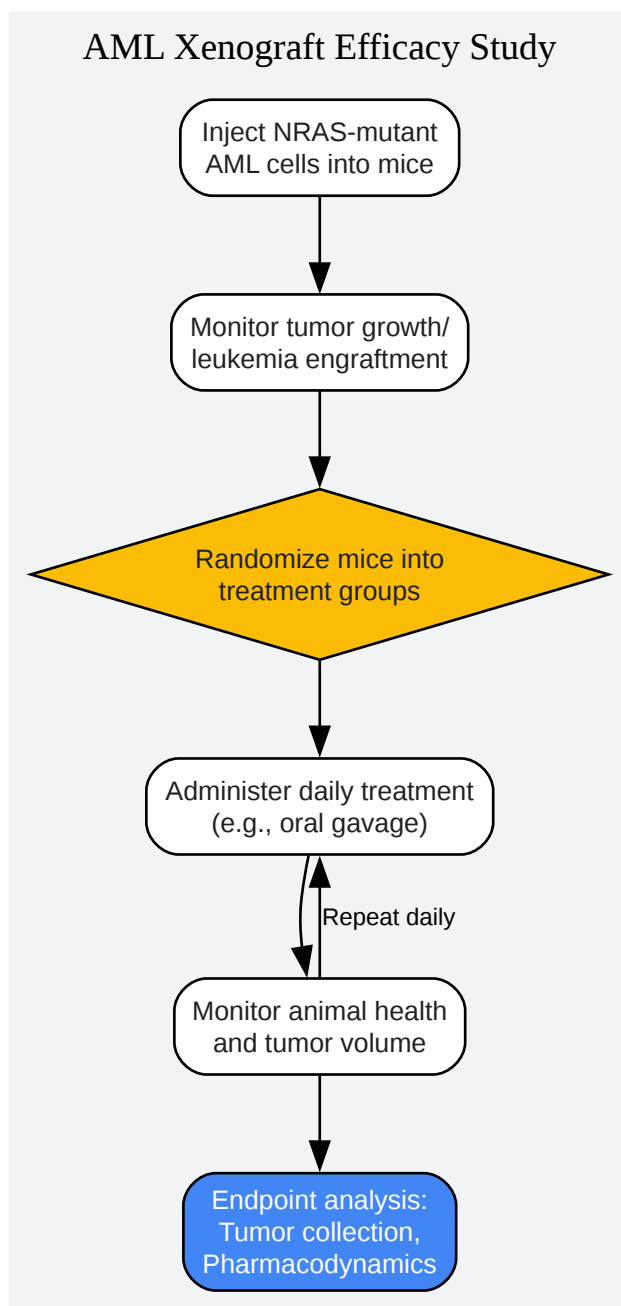 AML Xenograft Efficacy Study
Inject NRAS-mutant
AML cells into mice
Monitor tumor growth/
leukemia engraftment
Randomize mice into
treatment groups
Administer daily treatment
(e.g., oral gavage)
Repeat daily
Monitor animal health
and tumor volume
Endpoint analysis:
Tumor collection,
Pharmacodynamics